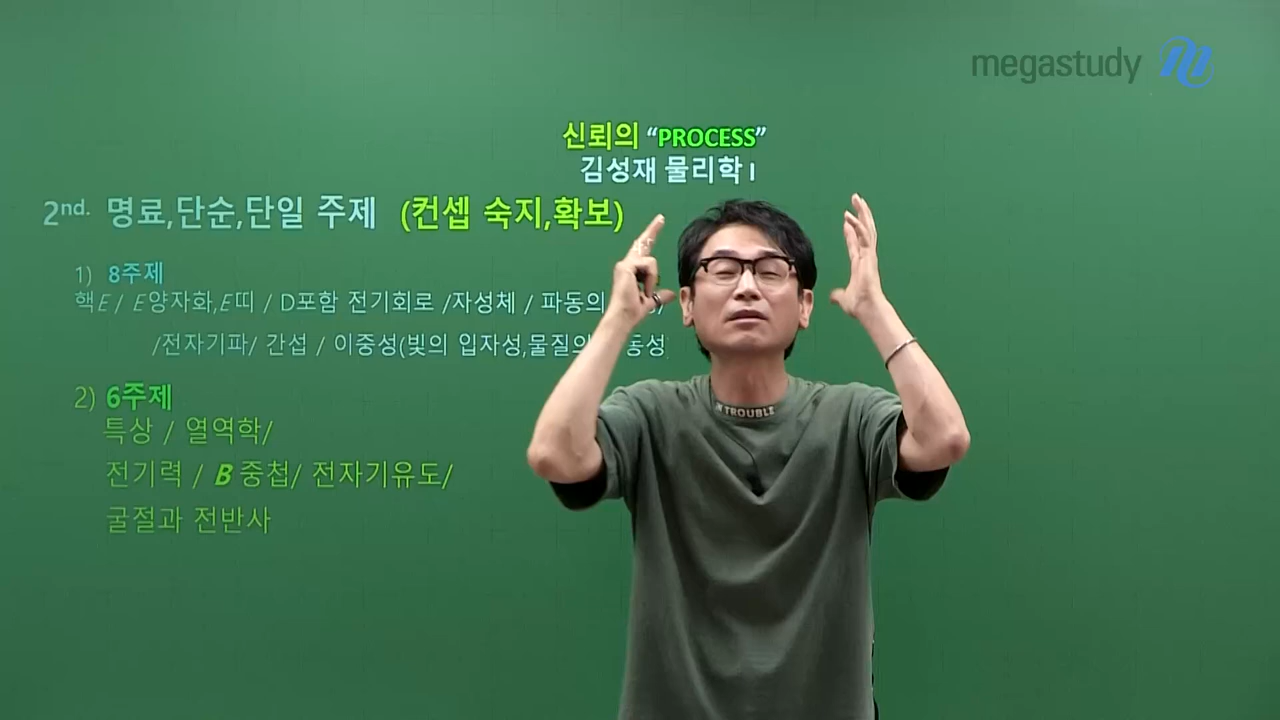 megastudy
신뢰의 “PROCESS”
김성재 물리학 I
2nd. 명료,단순,단일 주제 (컨셉 숙지,확보)
1) 8주제
핵E / E양자화,E띠 / D포함 전기회로 /자성체 / 파동의
/전자기파/ 간섭 / 이중성(빛의 입자성,물질의 동성
2) 6주제
특상 / 열역학/
전기력 / B 중첩/ 전자기유도/
굴절과 전반사
TROUBLE